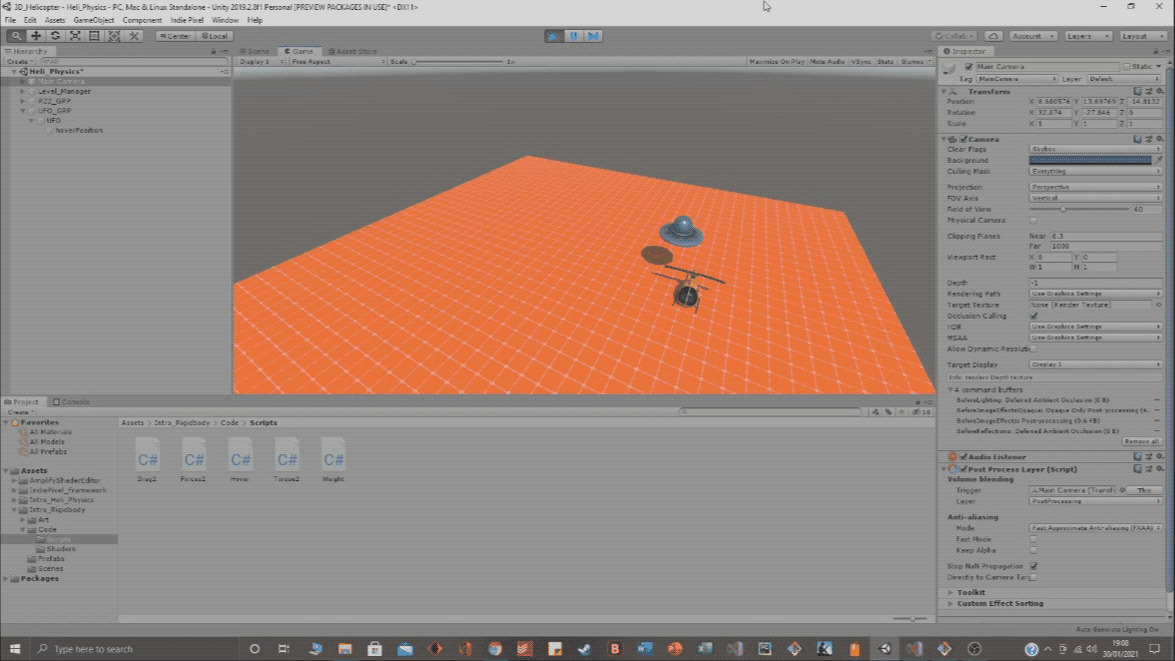 3D_Helicopter - Heli_Physics - PC, Mac & Linux Standalone - Unity 2019.2.8f1 Personal [PREVIEW PACKAGES IN USE]* <DX11>
File Edit Assets GameObject Component Indie Pixel Window Help
Center Local Collab Account Layers Layout
Hierarchy Scene Game Asset Store Inspector
Create All
Display 1 Free Aspect Scale 1x Maximize On Play Mute Audio VSync Stats Gizmos
Main Camera Static
Tag MainCamera Layer Default
Heli_Physics*
Main Camera
Level_Manager
R22_GRP
UFO_GRP
UFO
hoverPosition
Transform
Position X 8.680576 Y 13.69769 Z -14.8132
Rotation X 32.874 Y -27.846 Z 0
Scale X 1 Y 1 Z 1
Camera
Clear Flags Skybox
Background
Culling Mask Everything
Projection Perspective
FOV Axis Vertical
Field of View 60
Physical Camera
Clipping Planes Near 0.3
Far 1000
Viewport Rect X 0 Y 0
W 1 H 1
Depth -1
Rendering Path Use Graphics Settings
Target Texture None (Render Texture)
Occlusion Culling
HDR Use Graphics Settings
MSAA Use Graphics Settings
Allow Dynamic Resolutio
Target Display Display 1
Info: renders Depth texture
4 command buffers
BeforeLighting: Deferred Ambient Occlusion (0 B)
BeforeImageEffectsOpaque: Opaque Only Post-processing (
BeforeImageEffects: Post-processing (0.6 KB)
BeforeReflections: Deferred Ambient Occlusion (0 B)
Remove all
Audio Listener
Post Process Layer (Script)
Volume blending
Trigger Main Camera (Transf This
Layer PostProcessing
Anti-aliasing
Mode Fast Approximate Anti-aliasing (FXAA)
Fast Mode
Keep Alpha
Stop NaN Propagation
Directly to Camera Tar
Toolkit
Custom Effect Sorting
Project Console
Create
Favorites
All Materials
All Models
All Prefabs
Assets
AmplifyShaderEditor
IndiePixel_Framework
Intro_Heli_Physics
Intro_Rigidbody
Art
Code
Scripts
Shaders
Prefabs
Scenes
Packages
Assets Intro_Rigidbody Code Scripts
C# C# C# C# C#
Drag2 Forces2 Hover Torque2 Weight
Auto Generate Lighting On
Type here to search
19:08
30/01/2021